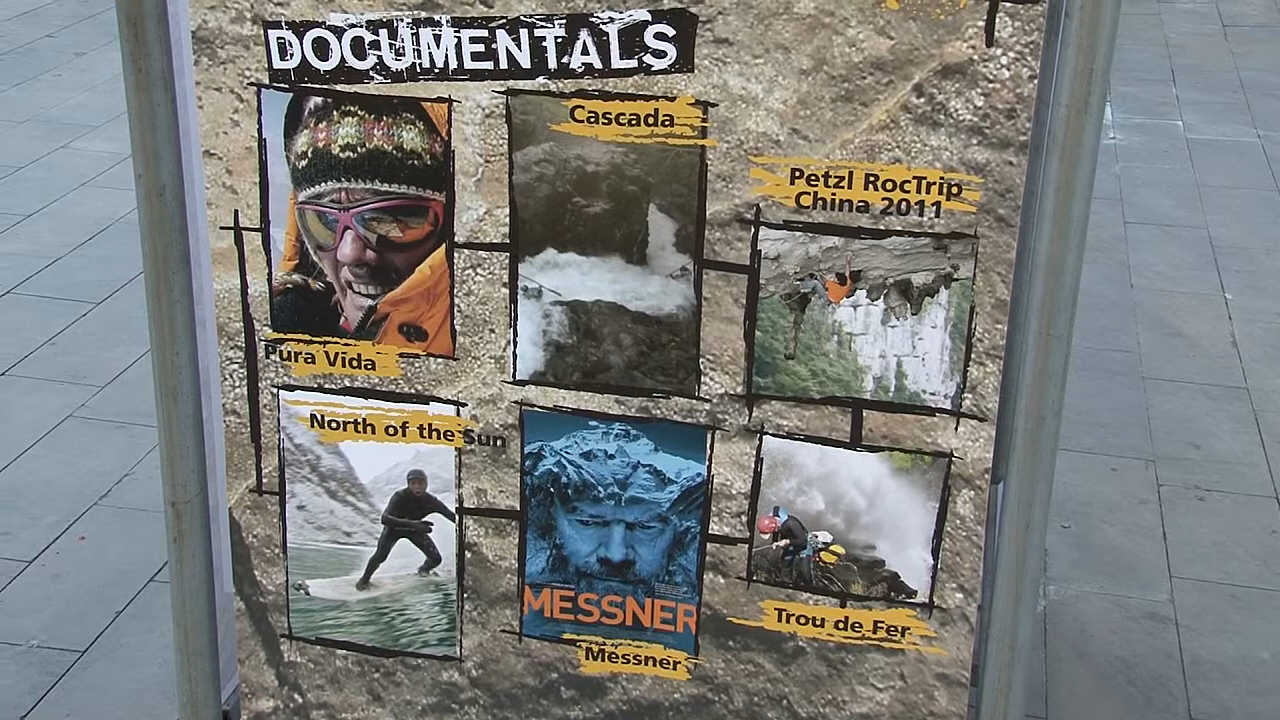 DOCUMENTALS
Cascada
Petzl RocTrip
China 2011
Pura Vida
North of the Sun
MESSNER
Messner
Trou de Fer